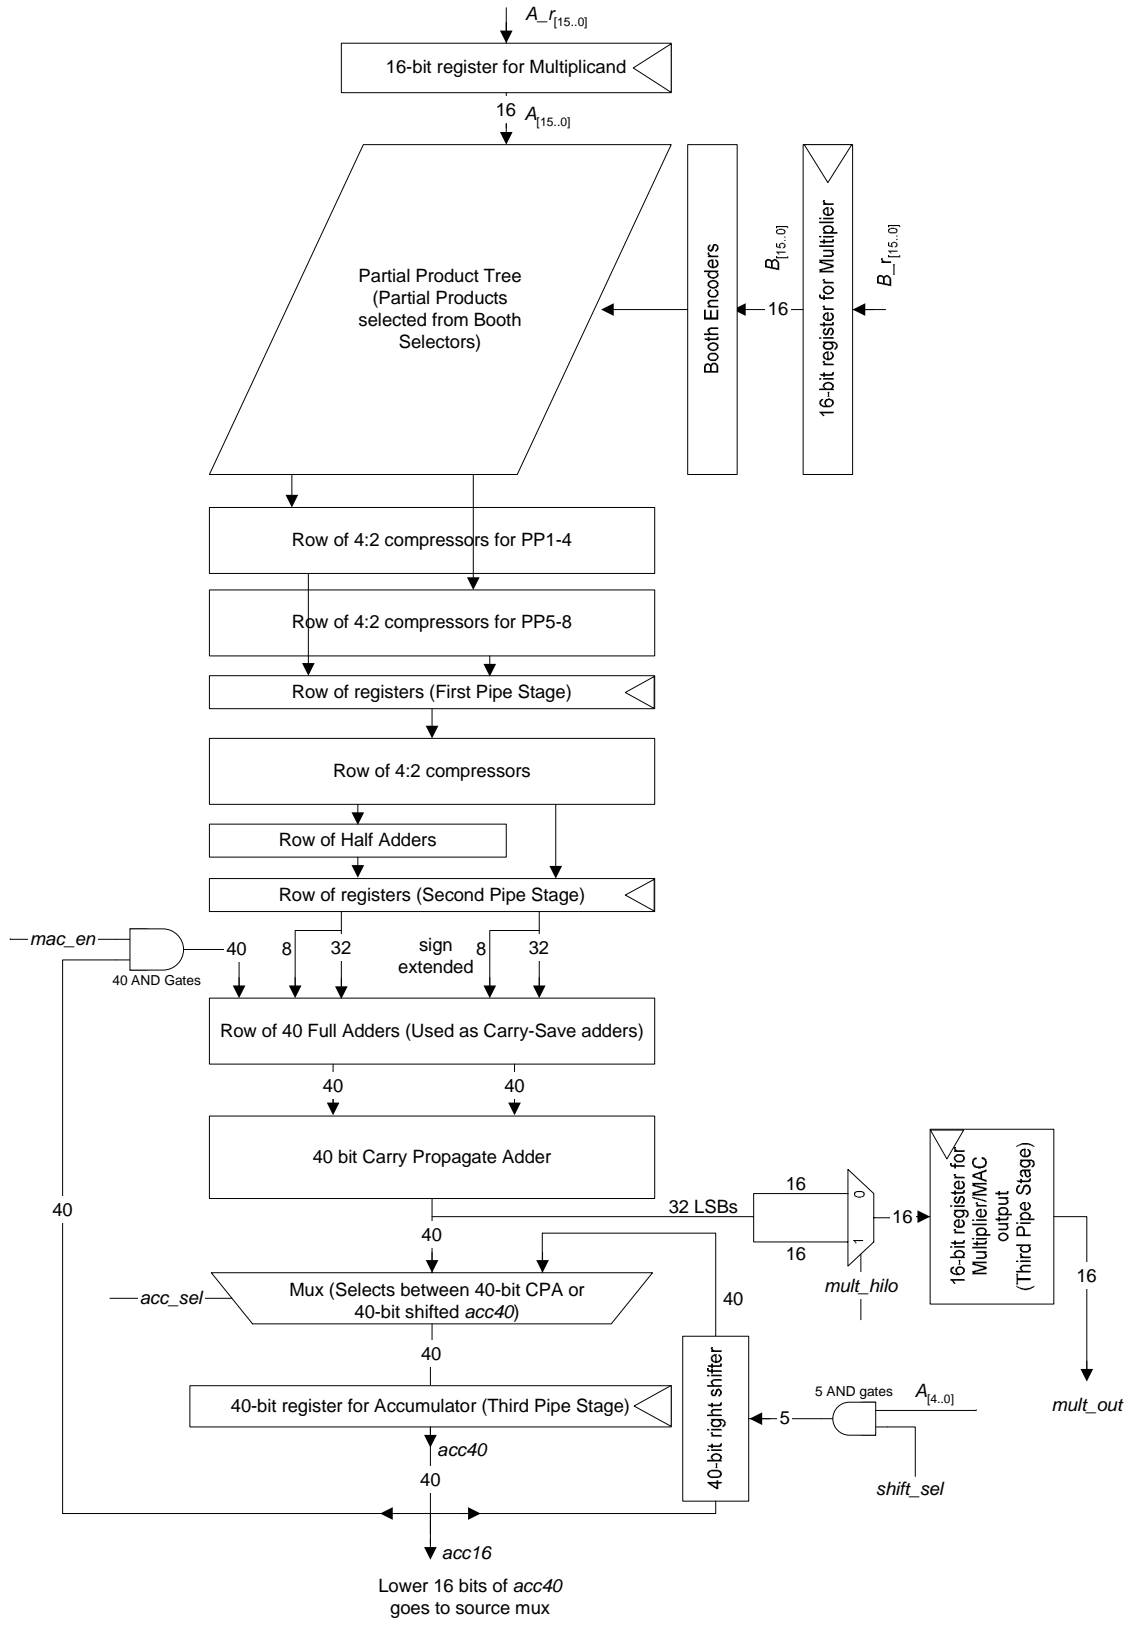 A_r[15..0]
16-bit register for Multiplicand
16
A[15..0]
Partial Product Tree
(Partial Products
selected from Booth
Selectors)
Booth Encoders
B[15..0]
16
16-bit register for Multiplier
B_r[15..0]
Row of 4:2 compressors for PP1-4
Row of 4:2 compressors for PP5-8
Row of registers (First Pipe Stage)
Row of 4:2 compressors
Row of Half Adders
Row of registers (Second Pipe Stage)
mac_en
40
40 AND Gates
8
32
sign
extended
8
32
Row of 40 Full Adders (Used as Carry-Save adders)
40
40
40 bit Carry Propagate Adder
40
40
32 LSBs
16
16
0
1
mult_hilo
16
16-bit register for
Multiplier/MAC
output
(Third Pipe Stage)
16
mult_out
acc_sel
Mux (Selects between 40-bit CPA or
40-bit shifted acc40)
40
40
40-bit register for Accumulator (Third Pipe Stage)
40-bit right shifter
5
5 AND gates
A[4..0]
shift_sel
acc40
40
acc16
Lower 16 bits of acc40
goes to source mux